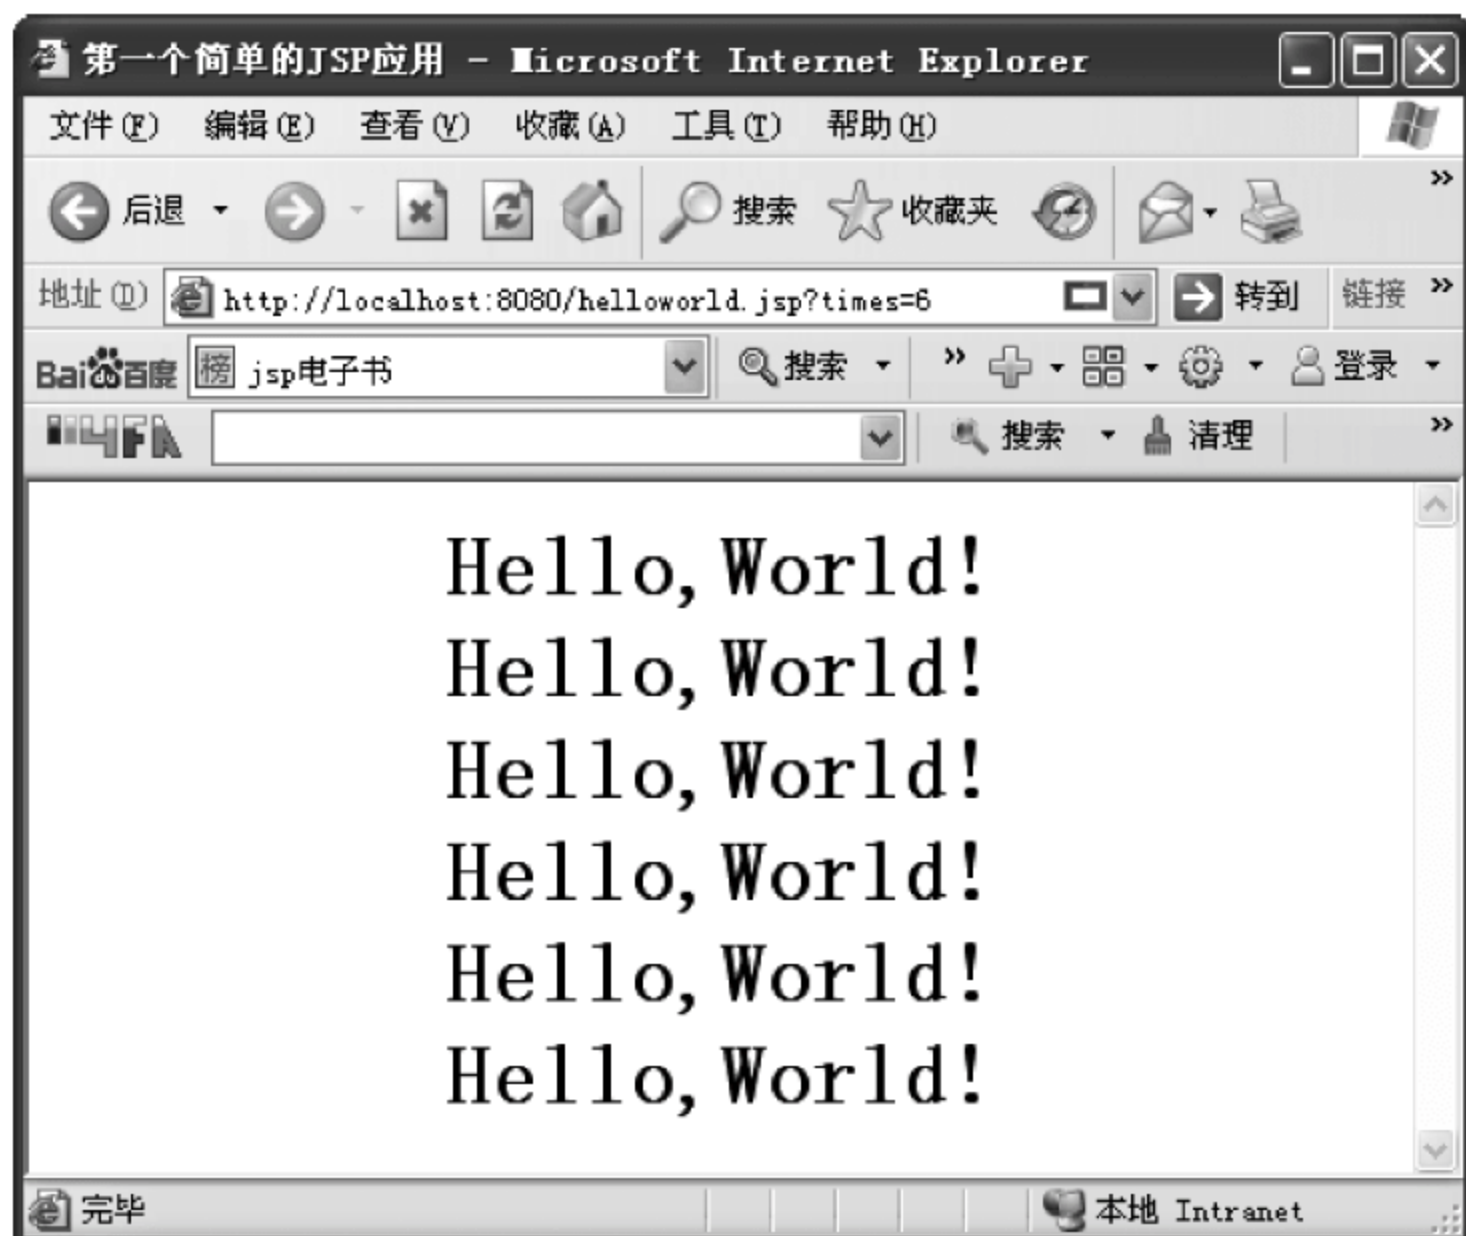 第一个简单的JSP应用 - Microsoft Internet Explorer
文件(F) 编辑(E) 查看(V) 收藏(A) 工具(T) 帮助(H)
后退 搜索 收藏夹 »
地址(D) http://localhost:8080/helloworld.jsp?times=6 转到 链接 »
Bai百度 榜 jsp电子书 搜索 » 登录
搜索 清理 »
Hello,World!
Hello,World!
Hello,World!
Hello,World!
Hello,World!
Hello,World!
完毕 本地 Intranet